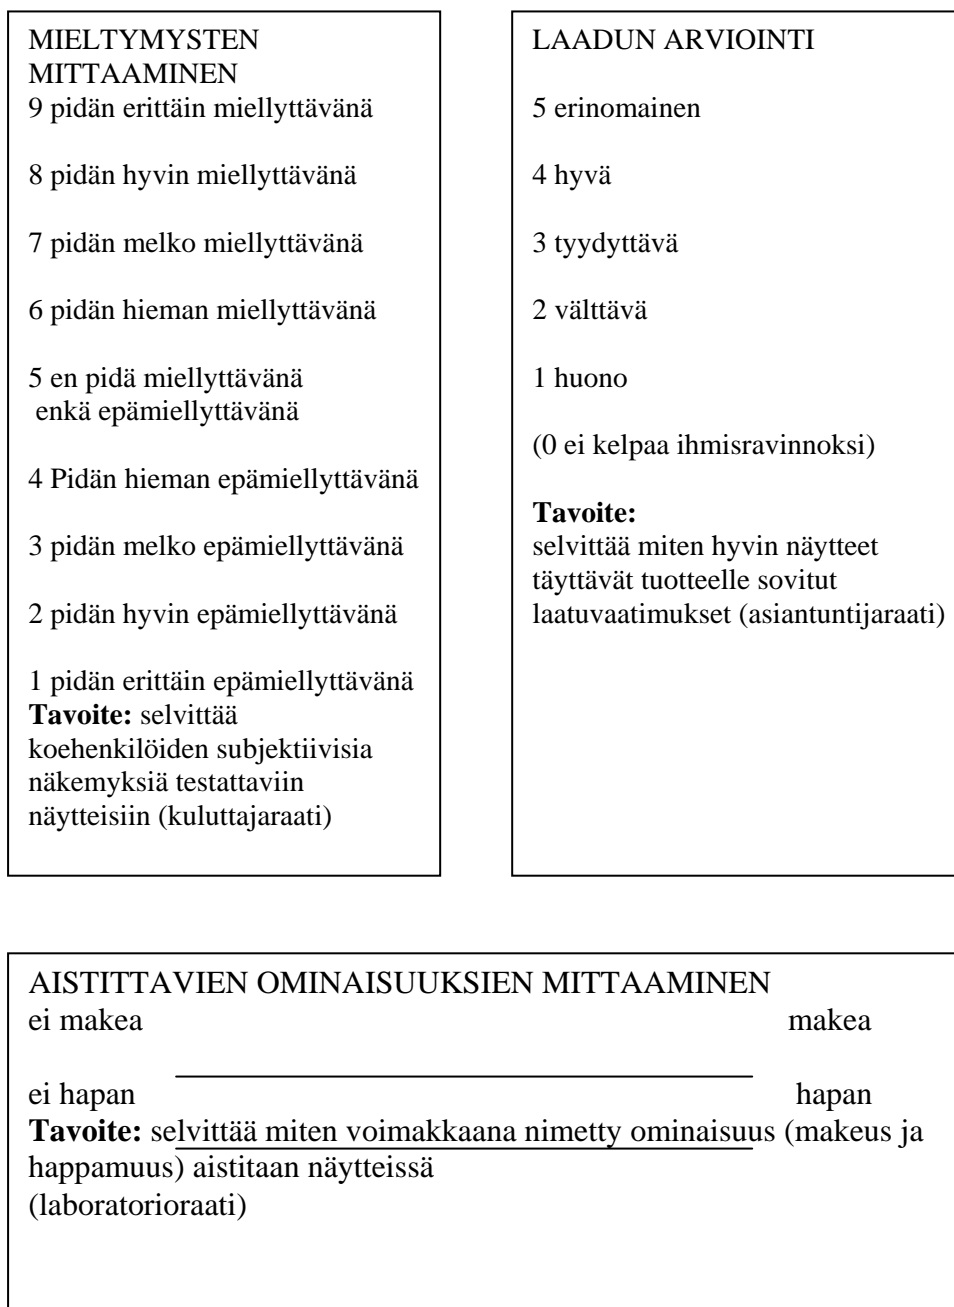 MIELTYMYSTEN
MITTAAMINEN
9 pidän erittäin miellyttävänä
8 pidän hyvin miellyttävänä
7 pidän melko miellyttävänä
6 pidän hieman miellyttävänä
5 en pidä miellyttävänä
enkä epämiellyttävänä
4 Pidän hieman epämiellyttävänä
3 pidän melko epämiellyttävänä
2 pidän hyvin epämiellyttävänä
1 pidän erittäin epämiellyttävänä
Tavoite: selvittää
koehenkilöiden subjektiivisia
näkemyksiä testattaviin
näytteisiin (kuluttajaraati)
LAADUN ARVIOINTI
5 erinomainen
4 hyvä
3 tyydyttävä
2 välttävä
1 huono
(0 ei kelpaa ihmisravinnoksi)
Tavoite:
selvittää miten hyvin näytteet
täyttävät tuotteelle sovitut
laatuvaatimukset (asiantuntijaraati)
AISTITTAVIEN OMINAISUUKSIEN MITTAAMINEN
ei makea makea
ei hapan hapan
Tavoite: selvittää miten voimakkaana nimetty ominaisuus (makeus ja
happamuus) aistitaan näytteissä
(laboratorioraati)